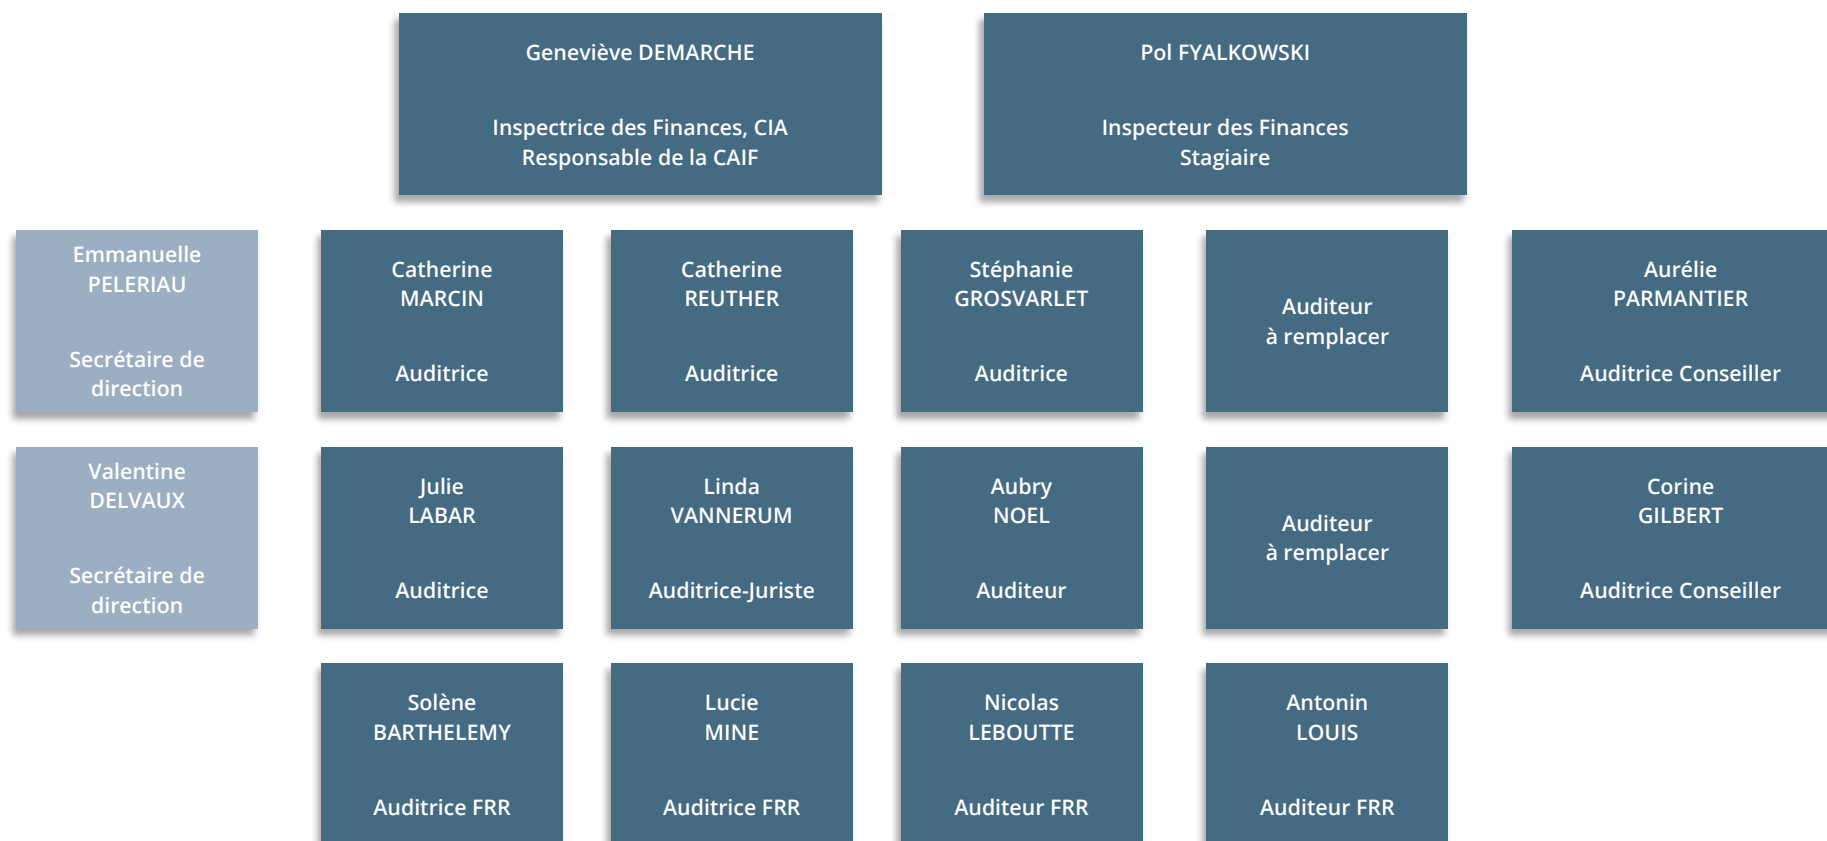 Geneviève DEMARCHE
Inspectrice des Finances, CIA
Responsable de la CAIF
Pol FYALKOWSKI
Inspecteur des Finances
Stagiaire
Emmanuelle
PELERIAU
Secrétaire de
direction
Catherine
MARCIN
Auditrice
Catherine
REUTHER
Auditrice
Stéphanie
GROSVARLET
Auditrice
Auditeur
à remplacer
Aurélie
PARMANTIER
Auditrice Conseiller
Valentine
DELVAUX
Secrétaire de
direction
Julie
LABAR
Auditrice
Linda
VANNERUM
Auditrice-Juriste
Aubry
NOEL
Auditeur
Auditeur
à remplacer
Corine
GILBERT
Auditrice Conseiller
Solène
BARTHELEMY
Auditrice FRR
Lucie
MINE
Auditrice FRR
Nicolas
LEBOUTTE
Auditeur FRR
Antonin
LOUIS
Auditeur FRR